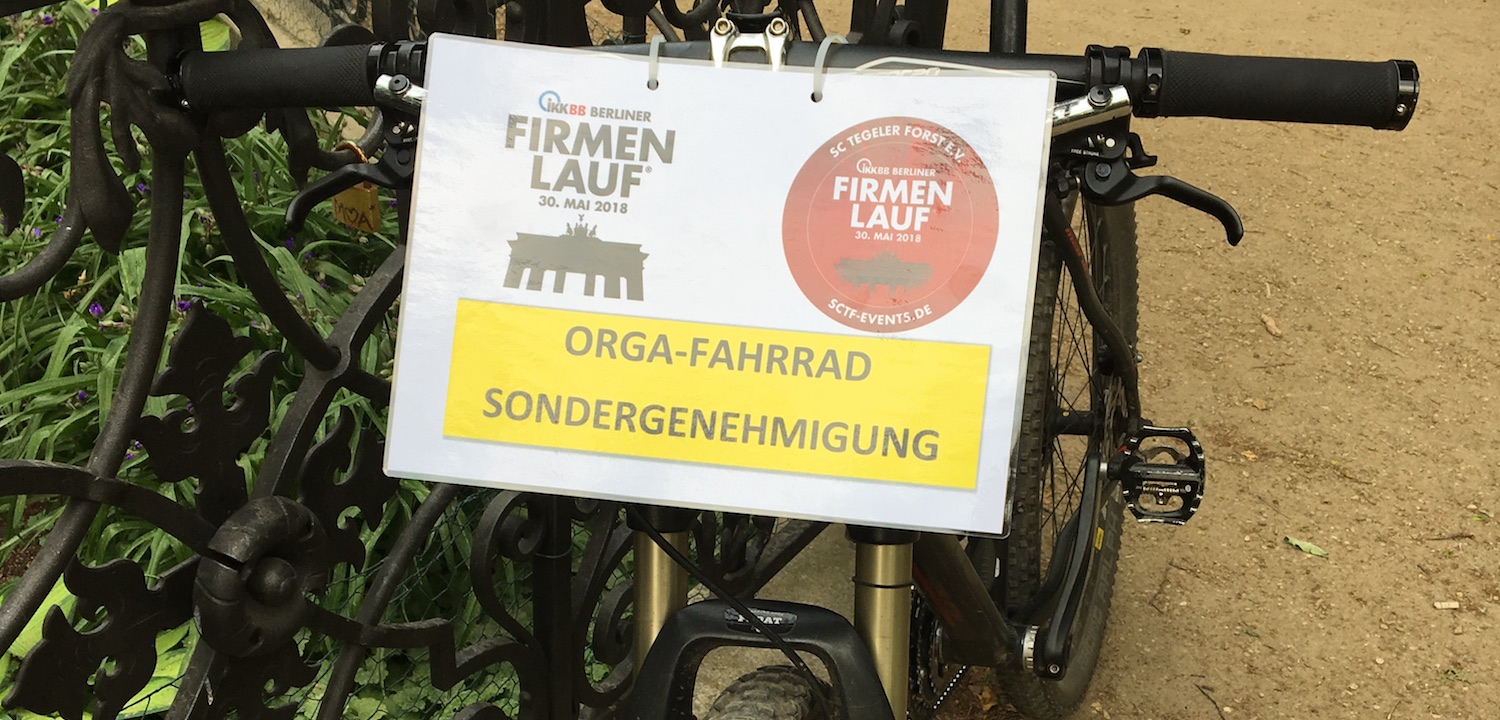 iKKBB BERLINER
FIRMEN
LAUF®
30. MAI 2018
SC TEGELER FORST E.V.
iKKBB BERLINER
FIRMEN
LAUF®
30. MAI 2018
SCTF-EVENTS.DE
ORGA-FAHRRAD
SONDERGENEHMIGUNG